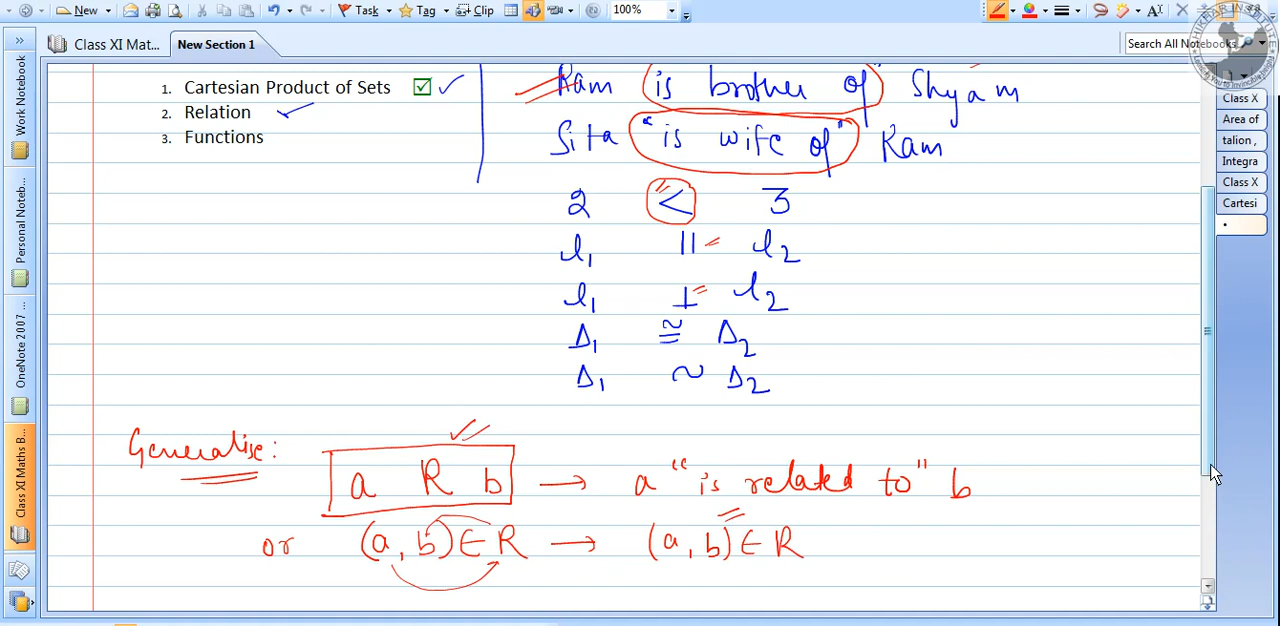 New
Task
Tag
Clip
100%
Class XI Mat...
New Section 1
Search All Notebooks
Work Notebook
Personal Noteb...
OneNote 2007 ...
Class XI Maths B...
1. Cartesian Product of Sets
2. Relation
3. Functions
Ram is brother of" Shyam
Sita "is wife of" Ram
2 < 3
l₁ || l₂
l₁ ⊥ l₂
Δ₁ ≅ Δ₂
Δ₁ ~ Δ₂
Generalise: a R b → a "is related to" b
or (a, b) ∈ R → (a, b) ∈ R
Class X
Area of
talion ,
Integra
Class X
Cartesi